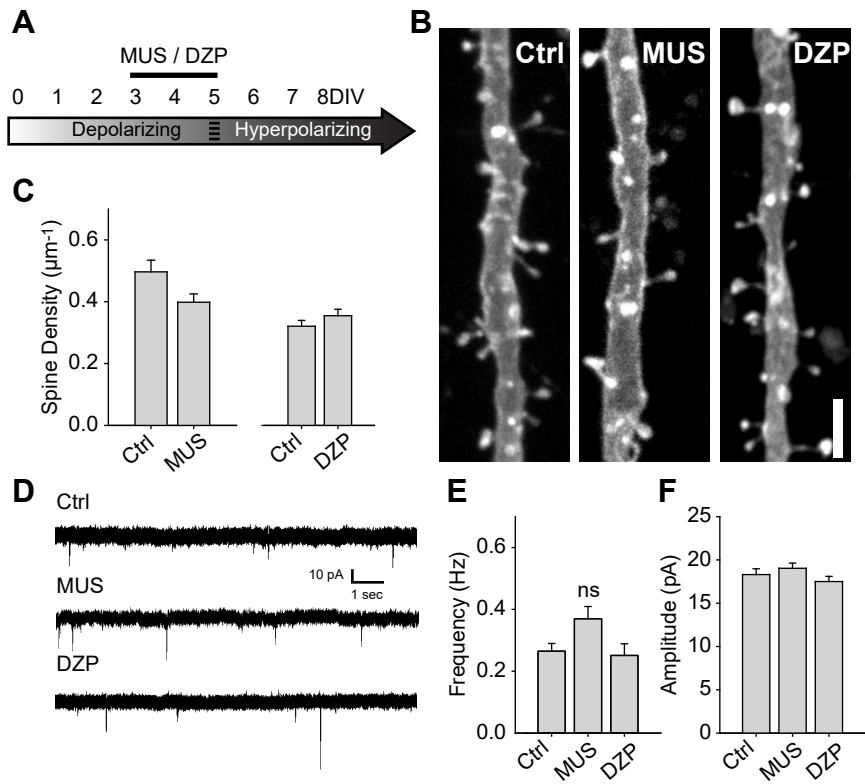 A
MUS / DZP
0 1 2 3 4 5 6 7 8DIV
Depolarizing Hyperpolarizing
B
Ctrl MUS DZP
C
Spine Density (µm-1)
0.6
0.4
0.2
0.0
Ctrl MUS Ctrl DZP
D
Ctrl
10 pA
1 sec
MUS
DZP
E
Frequency (Hz)
0.6
0.4
0.2
0.0
ns
Ctrl MUS DZP
F
Amplitude (pA)
25
20
15
10
5
0
Ctrl MUS DZP